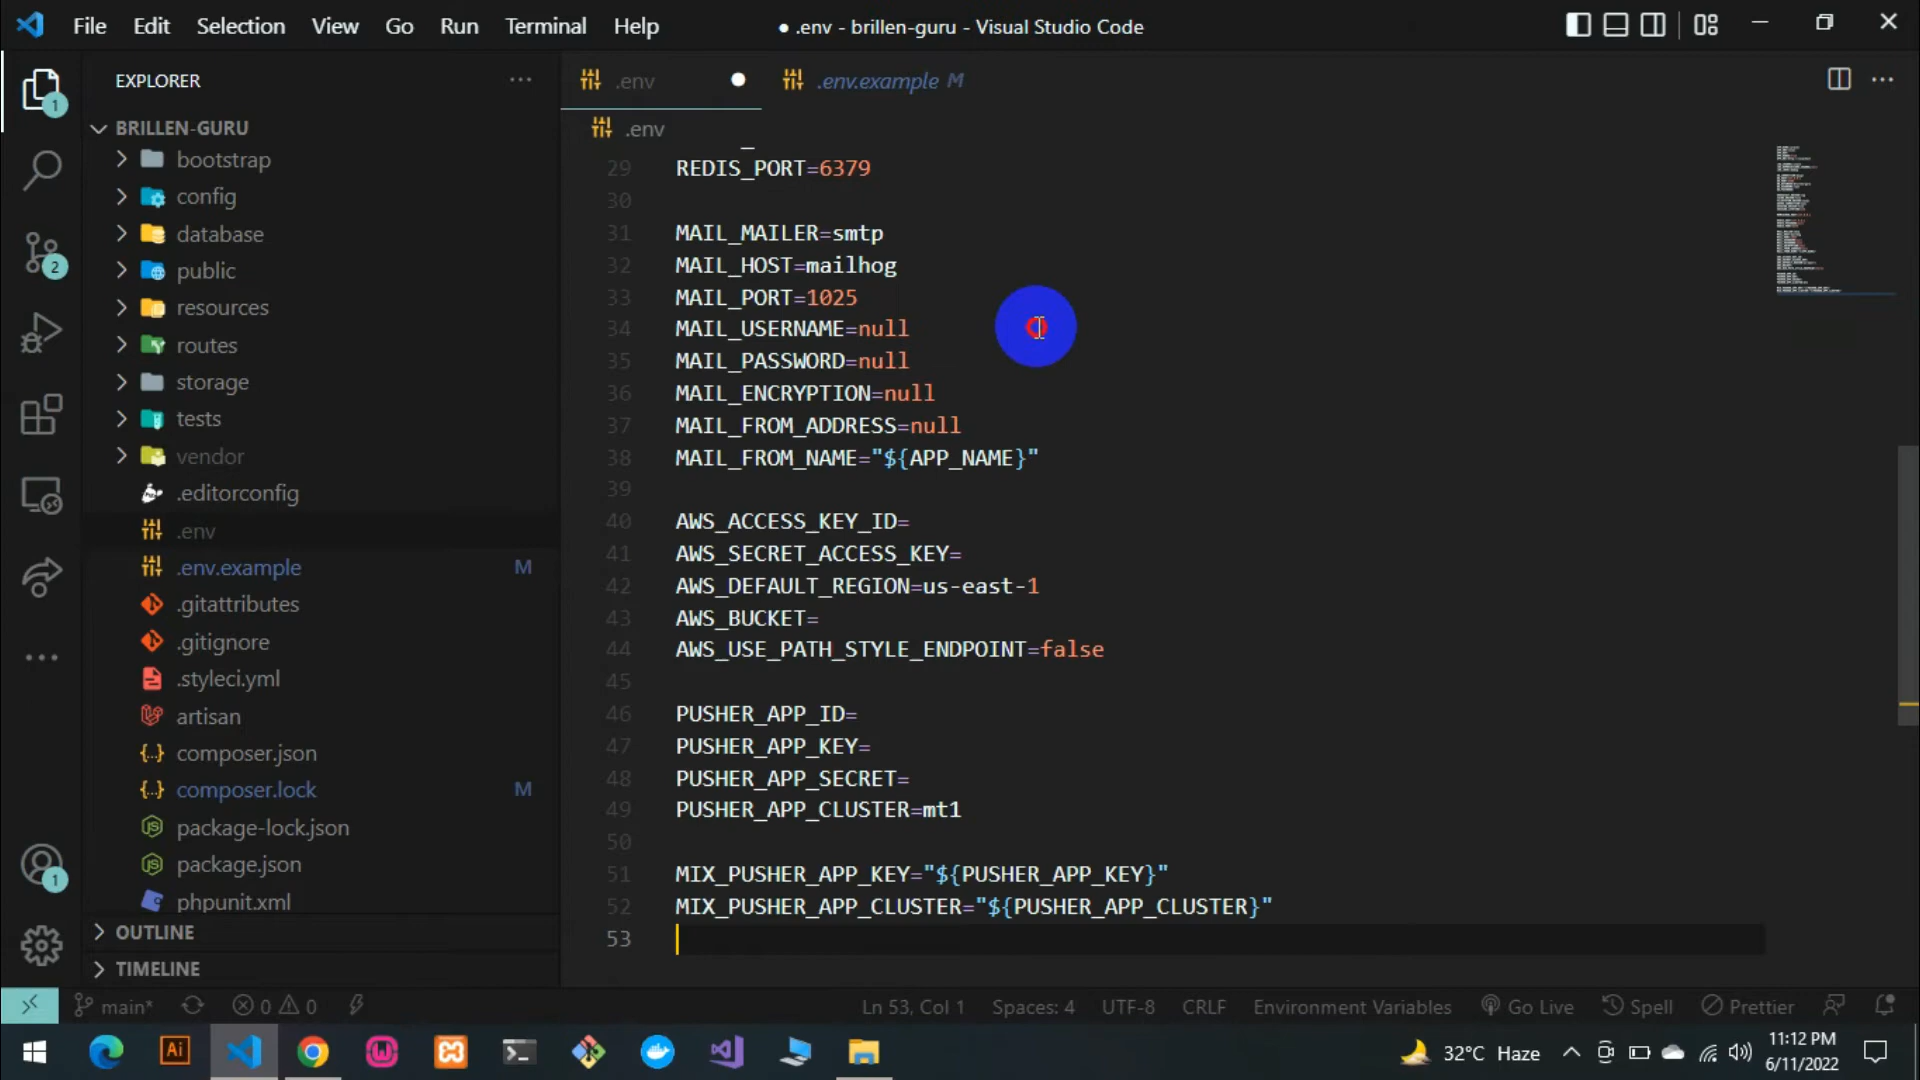 File Edit Selection View Go Run Terminal Help
● .env - brillen-guru - Visual Studio Code
EXPLORER
BRILLEN-GURU
bootstrap
config
database
public
resources
routes
storage
tests
vendor
.editorconfig
.env
.env.example M
.gitattributes
.gitignore
.styleci.yml
artisan
composer.json
composer.lock M
package-lock.json
package.json
phpunit.xml
OUTLINE
TIMELINE
1
2
1
.env
.env.example M
.env
29 REDIS_PORT=6379
30
31 MAIL_MAILER=smtp
32 MAIL_HOST=mailhog
33 MAIL_PORT=1025
34 MAIL_USERNAME=null
35 MAIL_PASSWORD=null
36 MAIL_ENCRYPTION=null
37 MAIL_FROM_ADDRESS=null
38 MAIL_FROM_NAME="${APP_NAME}"
39
40 AWS_ACCESS_KEY_ID=
41 AWS_SECRET_ACCESS_KEY=
42 AWS_DEFAULT_REGION=us-east-1
43 AWS_BUCKET=
44 AWS_USE_PATH_STYLE_ENDPOINT=false
45
46 PUSHER_APP_ID=
47 PUSHER_APP_KEY=
48 PUSHER_APP_SECRET=
49 PUSHER_APP_CLUSTER=mt1
50
51 MIX_PUSHER_APP_KEY="${PUSHER_APP_KEY}"
52 MIX_PUSHER_APP_CLUSTER="${PUSHER_APP_CLUSTER}"
53
main* 0 0 Ln 53, Col 1 Spaces: 4 UTF-8 CRLF Environment Variables Go Live Spell Prettier
Ai
32°C Haze
11:12 PM
6/11/2022